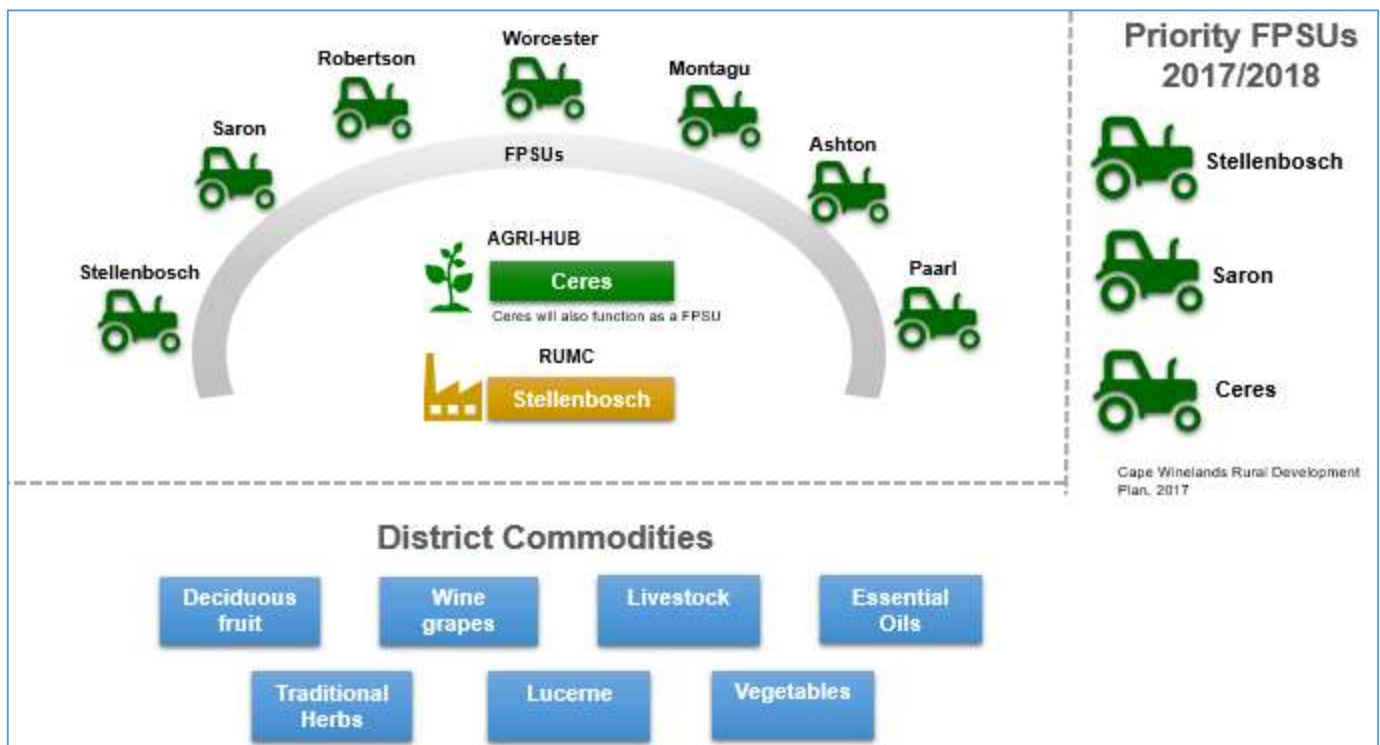 Worcester
Robertson
Montagu
Saron
Ashton
FPSUs
Stellenbosch
Paarl
AGRI-HUB
Ceres
Ceres will also function as a FPSU
RUMC
Stellenbosch
Priority FPSUs
2017/2018
Stellenbosch
Saron
Ceres
Cape Winelands Rural Development
Plan, 2017
District Commodities
Deciduous
fruit
Wine
grapes
Livestock
Essential
Oils
Traditional
Herbs
Lucerne
Vegetables